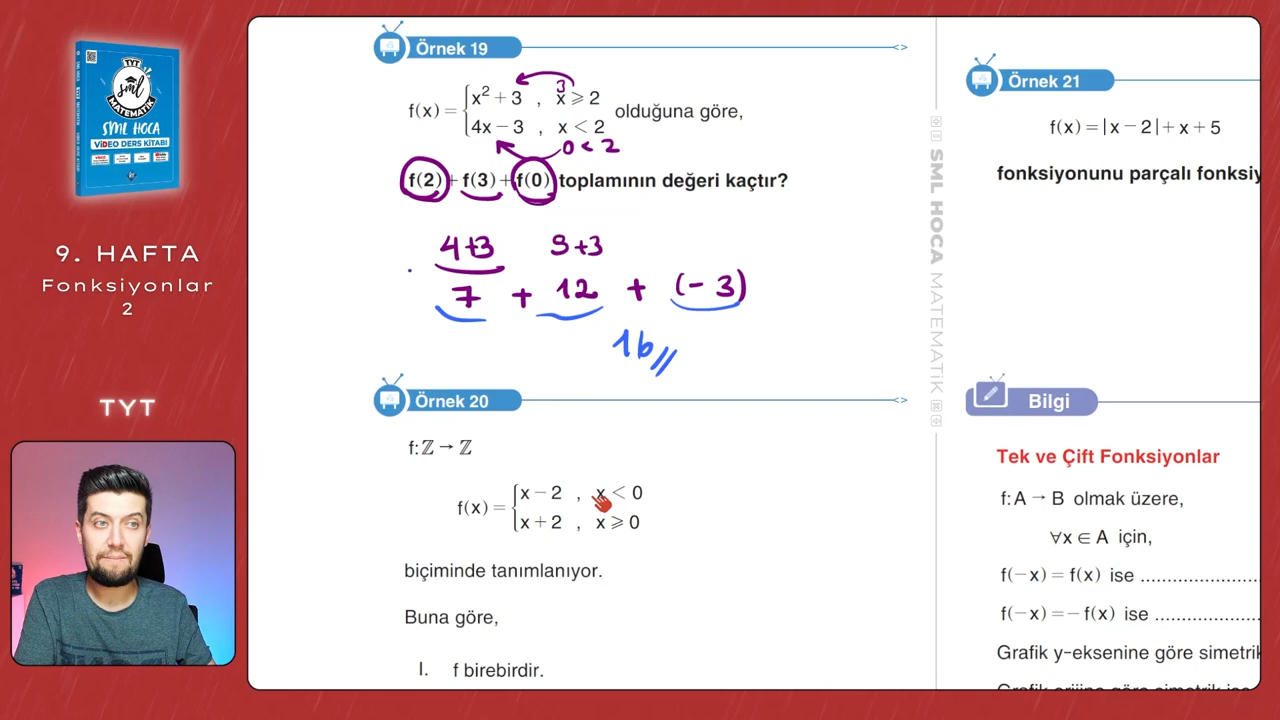 TYT
sml
MATEMATİK
SML HOCA
VİDEO DERS KİTABI
9. HAFTA
Fonksiyonlar
2
TYT
Örnek 19
3
f(x) = { x² + 3 , x ⩾ 2
4x − 3 , x < 2
olduğuna göre,
0 < 2
f(2) + f(3) + f(0) toplamının değeri kaçtır?
4+3 9+3
7 + 12 + (-3)
16//
Örnek 20
f: ℤ → ℤ
f(x) = { x − 2 , x < 0
x + 2 , x ⩾ 0
biçiminde tanımlanıyor.
Buna göre,
I. f birebirdir.
SML HOCA MATEMATİK
Örnek 21
f(x) = |x − 2| + x + 5
fonksiyonunu parçalı fonksiy
Bilgi
Tek ve Çift Fonksiyonlar
f: A → B olmak üzere,
∀x ∈ A için,
f(−x) = f(x) ise ....................
f(−x) = − f(x) ise ..................
Grafik y-eksenine göre simetrik